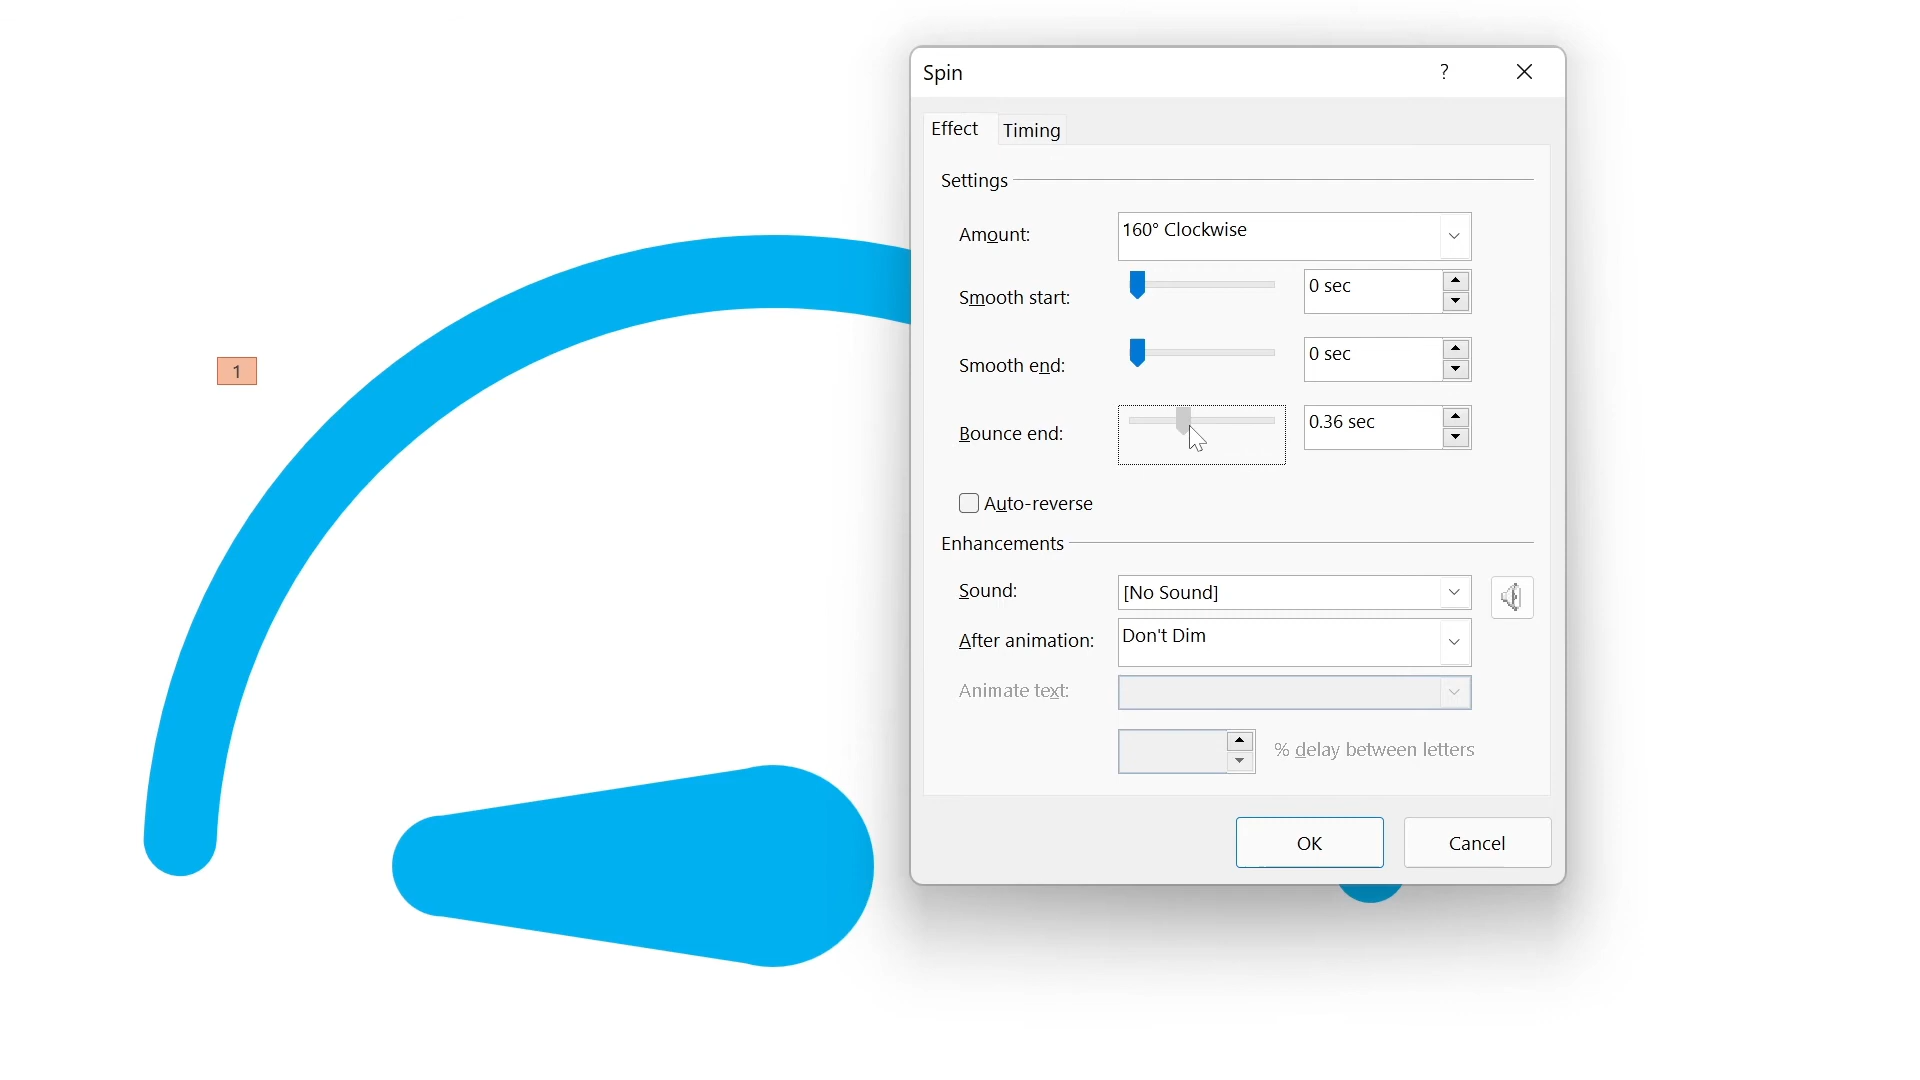 Spin
?
Effect
Timing
Settings
Amount:
160° Clockwise
Smooth start:
0 sec
Smooth end:
0 sec
Bounce end:
0.36 sec
Auto-reverse
Enhancements
Sound:
[No Sound]
After animation:
Don't Dim
Animate text:
% delay between letters
OK
Cancel
1